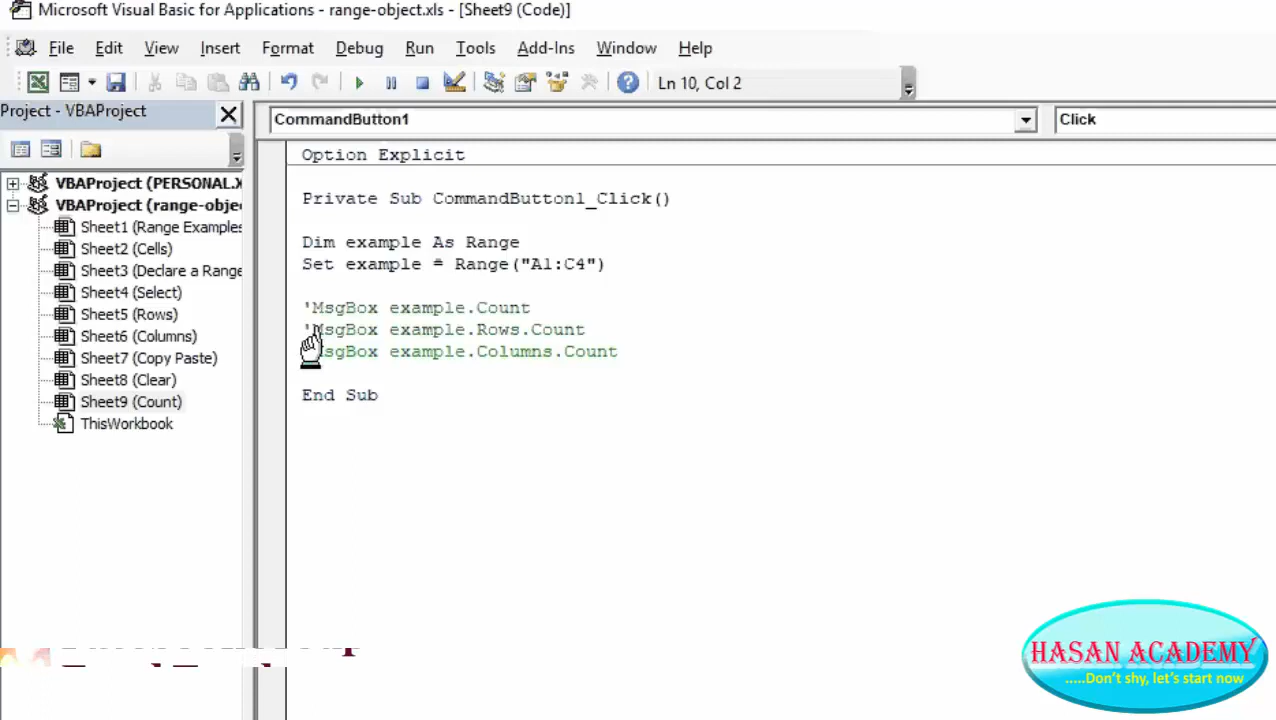 Microsoft Visual Basic for Applications - range-object.xls - [Sheet9 (Code)]
File Edit View Insert Format Debug Run Tools Add-Ins Window Help
Ln 10, Col 2
Project - VBAProject
CommandButton1
Click
VBAProject (PERSONAL.X
VBAProject (range-obje
Sheet1 (Range Examples
Sheet2 (Cells)
Sheet3 (Declare a Range
Sheet4 (Select)
Sheet5 (Rows)
Sheet6 (Columns)
Sheet7 (Copy Paste)
Sheet8 (Clear)
Sheet9 (Count)
ThisWorkbook
Option Explicit
Private Sub CommandButton1_Click()
Dim example As Range
Set example = Range("A1:C4")
'MsgBox example.Count
'MsgBox example.Rows.Count
MsgBox example.Columns.Count
End Sub
HASAN ACADEMY
.....Don't shy, let's start now